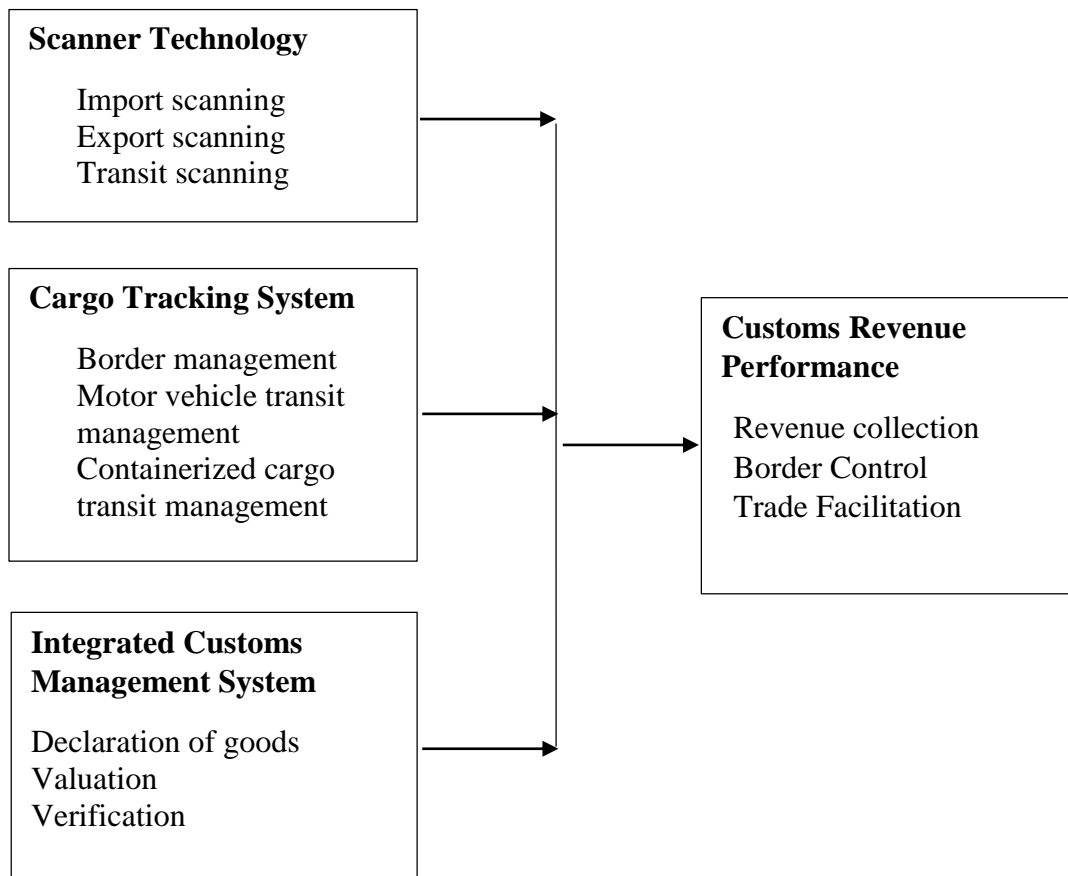 Scanner Technology
Import scanning
Export scanning
Transit scanning
Cargo Tracking System
Border management
Motor vehicle transit
management
Containerized cargo
transit management
Integrated Customs
Management System
Declaration of goods
Valuation
Verification
Customs Revenue
Performance
Revenue collection
Border Control
Trade Facilitation